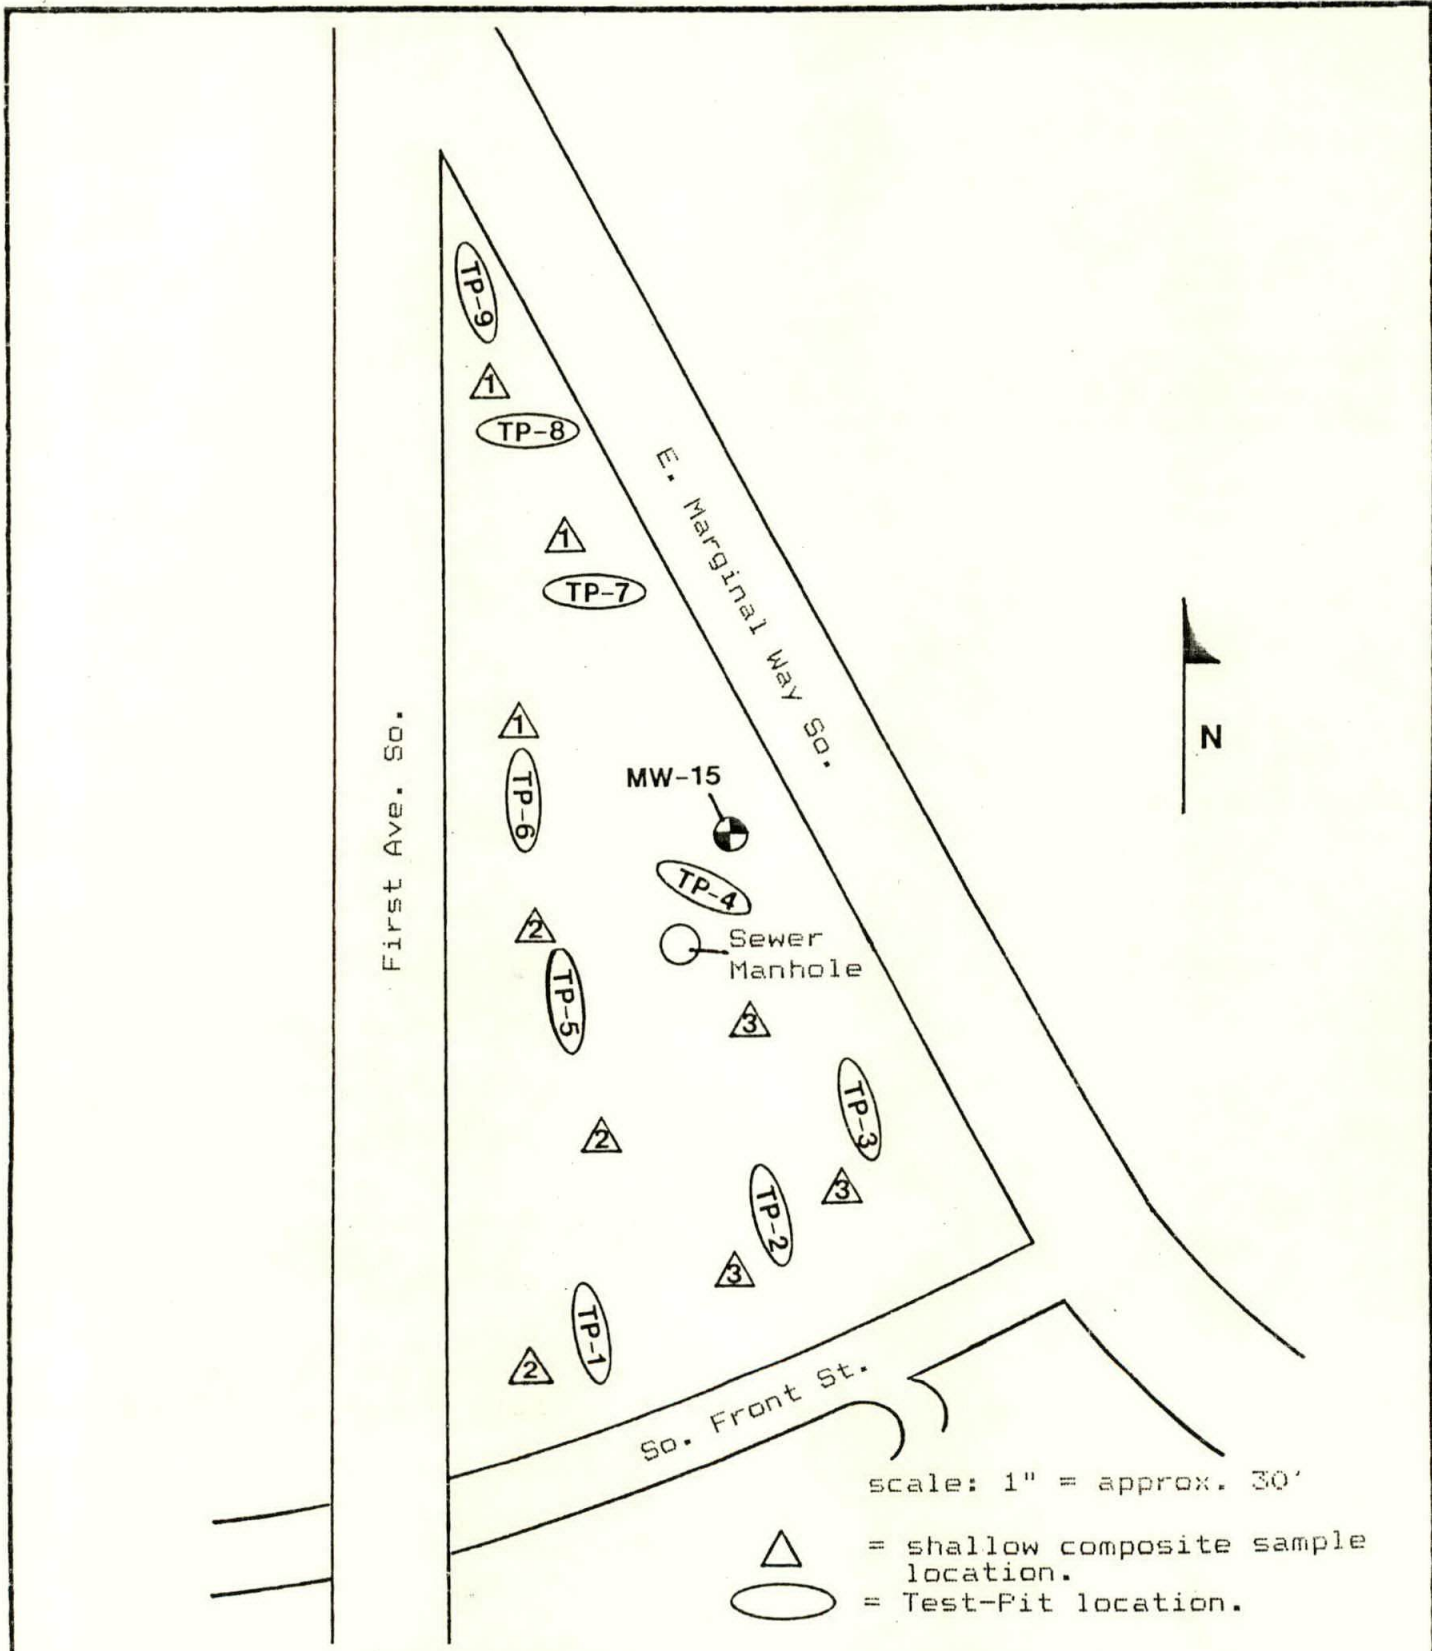 TP-9
1
TP-8
E. Marginal Way So.
1
TP-7
N
First Ave. So.
1
TP-6
MW-15
TP-4
2
Sewer
Manhole
TP-5
3
TP-3
2
3
TP-2
3
TP-1
2
So. Front St.
scale: 1" = approx. 30'
= shallow composite sample
location.
= Test-Pit location.